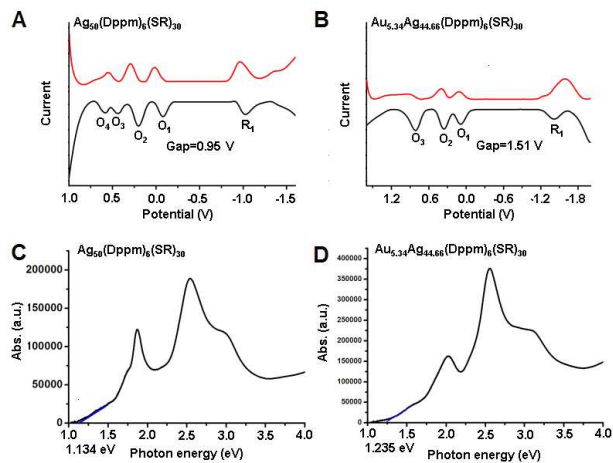 A
Ag50(Dppm)6(SR)30
Current
O4 O3 O2 O1 R1
Gap=0.95 V
1.0 0.5 0.0 -0.5 -1.0 -1.5
Potential (V)
B
Au5.34Ag44.66(Dppm)6(SR)30
Current
O3 O2 O1 R1
Gap=1.51 V
1.2 0.6 0.0 -0.6 -1.2 -1.8
Potential (V)
C
Ag50(Dppm)6(SR)30
Abs. (a.u.)
200000
150000
100000
50000
0
1.0 1.5 2.0 2.5 3.0 3.5 4.0
1.134 eV
Photon energy (eV)
D
Au5.34Ag44.66(Dppm)6(SR)30
Abs. (a.u.)
400000
350000
300000
250000
200000
150000
100000
50000
0
1.0 1.5 2.0 2.5 3.0 3.5 4.0
1.235 eV
Photon energy (eV)